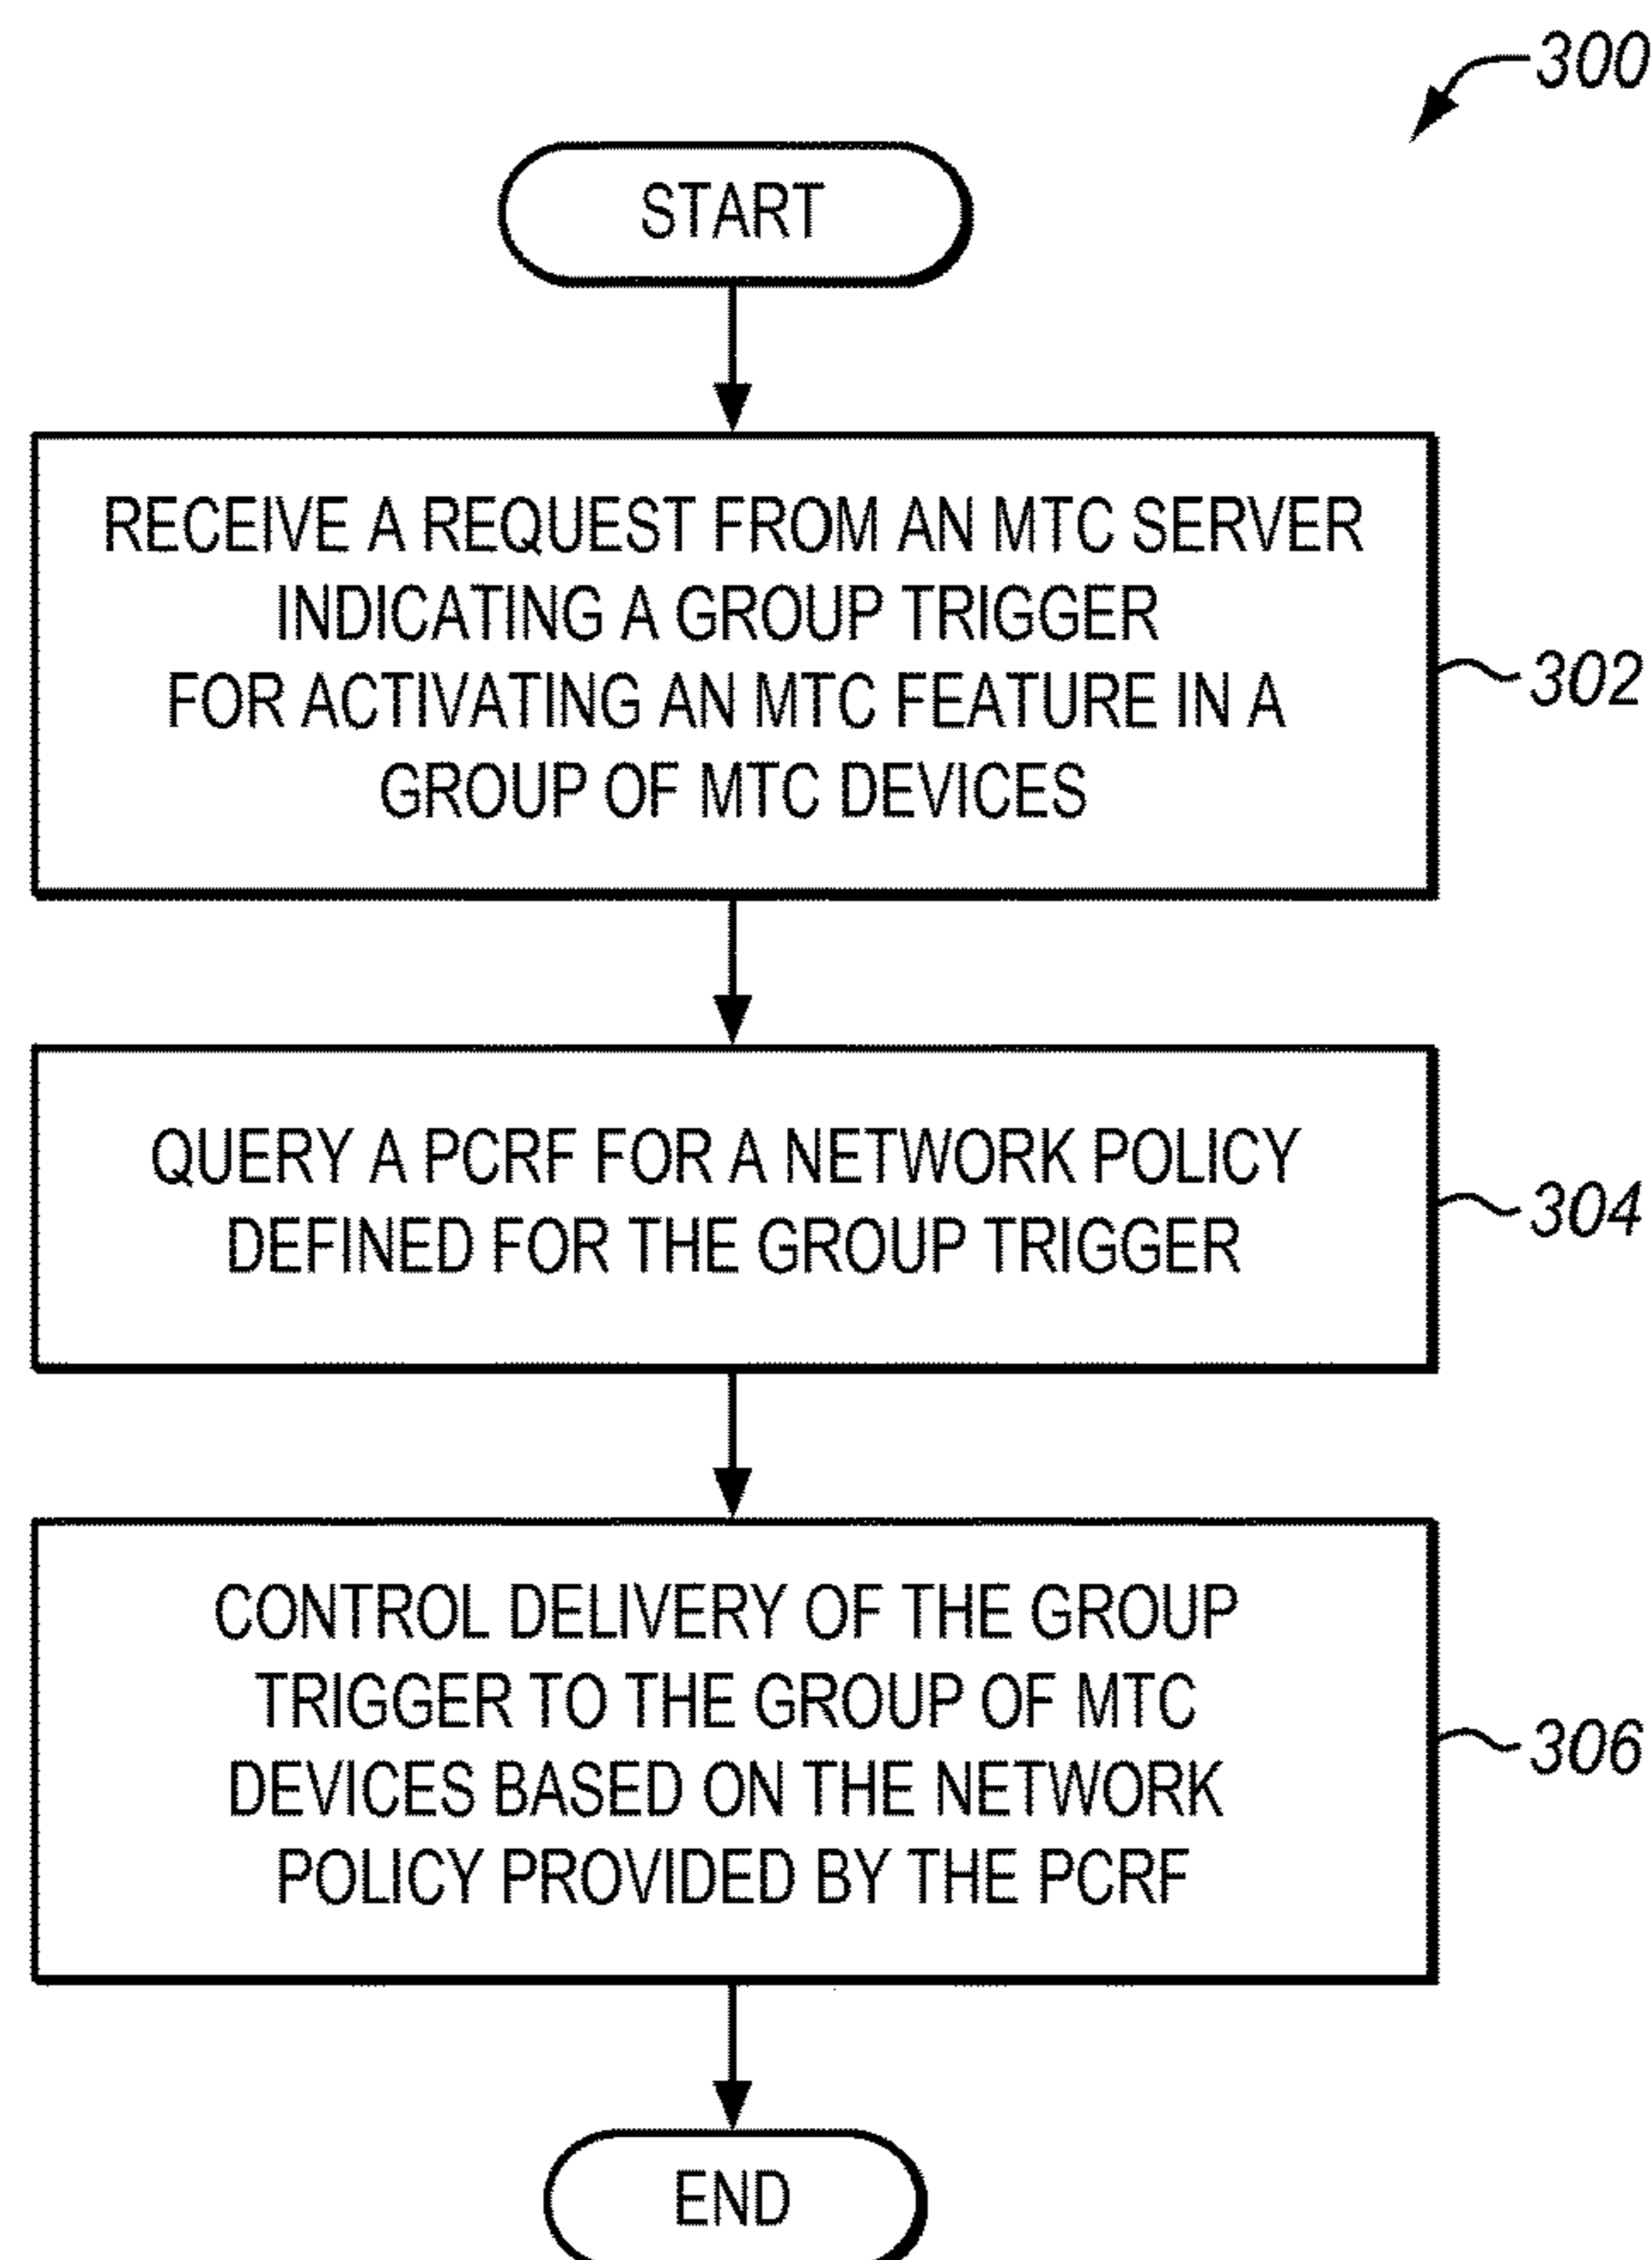 300
START
RECEIVE A REQUEST FROM AN MTC SERVER
INDICATING A GROUP TRIGGER
FOR ACTIVATING AN MTC FEATURE IN A
GROUP OF MTC DEVICES
302
QUERY A PCRF FOR A NETWORK POLICY
DEFINED FOR THE GROUP TRIGGER
304
CONTROL DELIVERY OF THE GROUP
TRIGGER TO THE GROUP OF MTC
DEVICES BASED ON THE NETWORK
POLICY PROVIDED BY THE PCRF
306
END